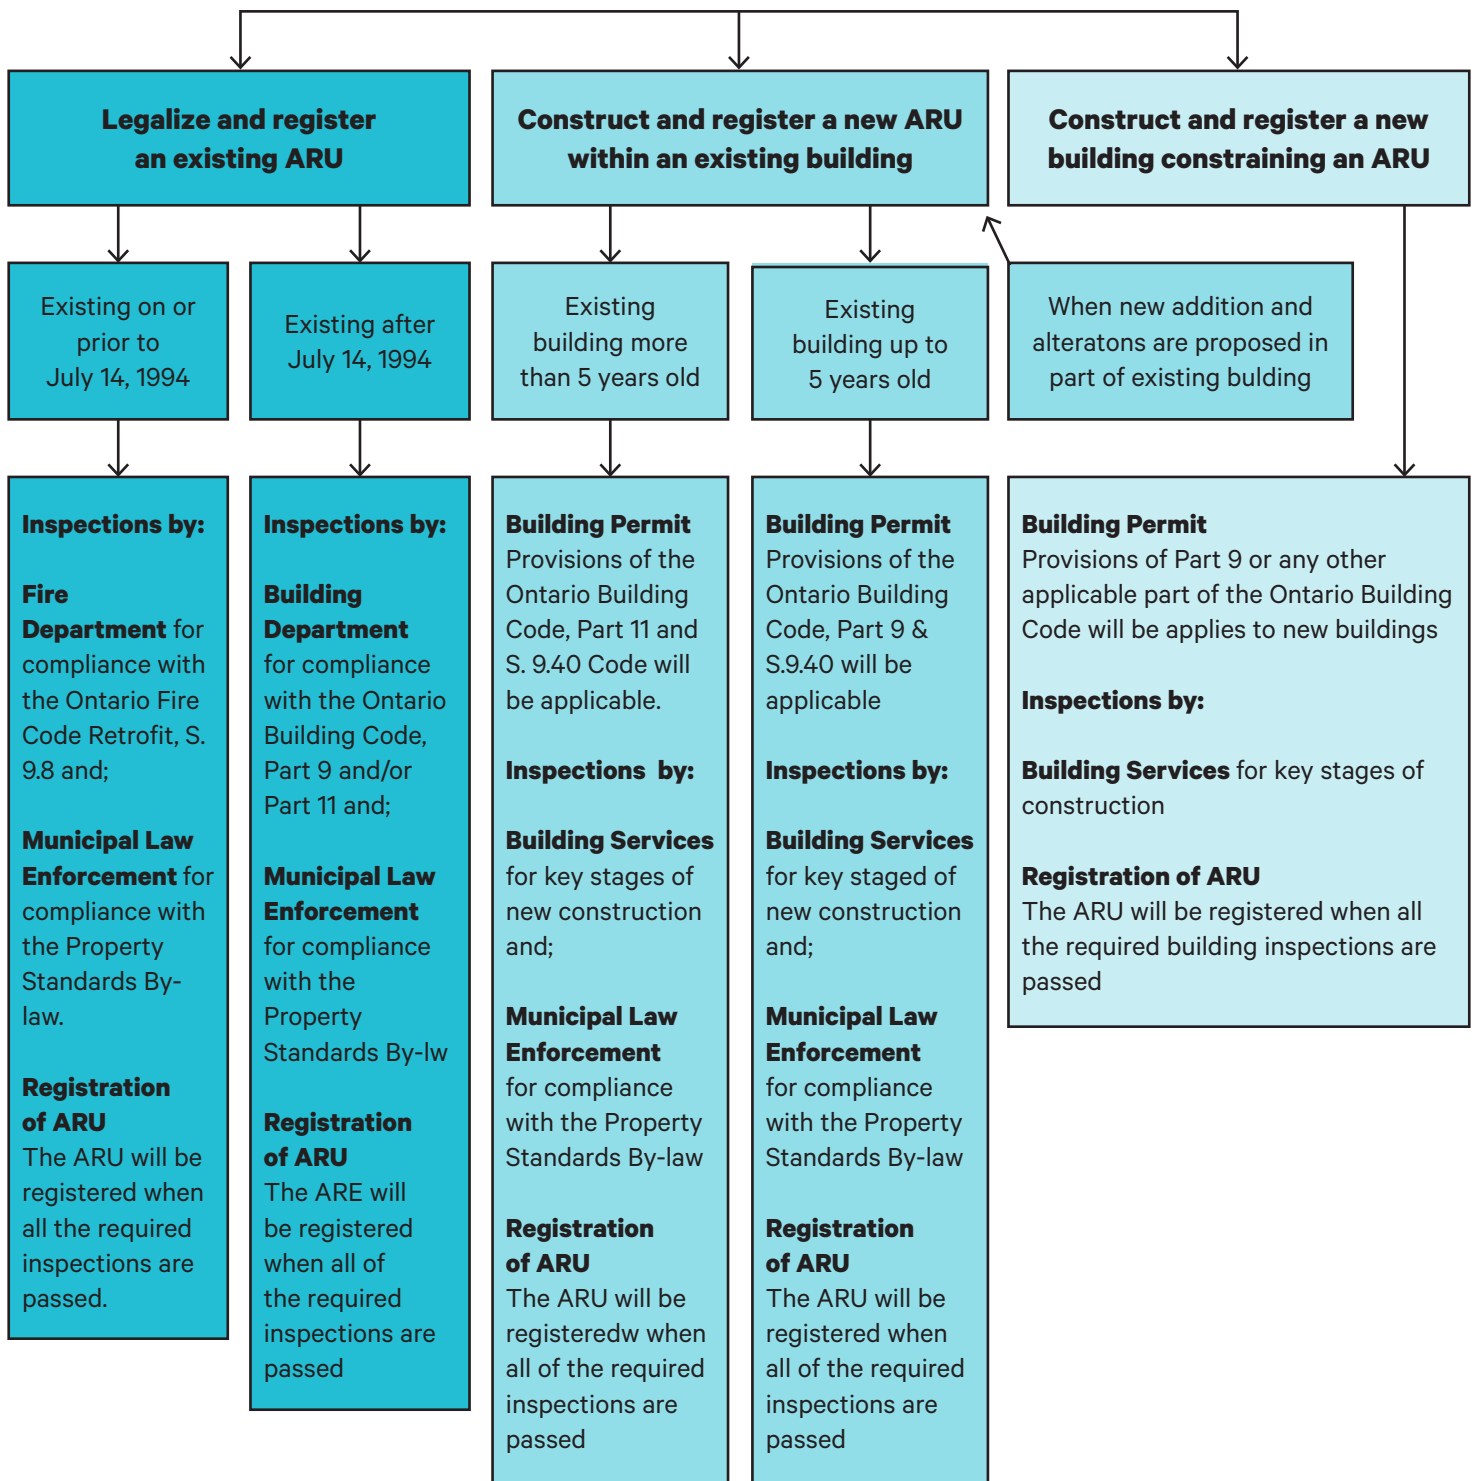 Legalize and register
an existing ARU
Construct and register a new ARU
within an existing building
Construct and register a new
building constraining an ARU
Existing on or
prior to
July 14, 1994
Existing after
July 14, 1994
Existing
building more
than 5 years old
Existing
building up to
5 years old
When new addition and
alteratons are proposed in
part of existing bulding
Inspections by:
Fire
Department for
compliance with
the Ontario Fire
Code Retrofit, S.
9.8 and;
Municipal Law
Enforcement for
compliance with
the Property
Standards By-
law.
Registration
of ARU
The ARU will be
registered when
all the required
inspections are
passed.
Inspections by:
Building
Department
for compliance
with the Ontario
Building Code,
Part 9 and/or
Part 11 and;
Municipal Law
Enforcement
for compliance
with the
Property
Standards By-lw
Registration
of ARU
The ARE will
be registered
when all of
the required
inspections are
passed
Building Permit
Provisions of the
Ontario Building
Code, Part 11 and
S. 9.40 Code will
be applicable.
Inspections by:
Building Services
for key stages of
new construction
and;
Municipal Law
Enforcement
for compliance
with the Property
Standards By-law
Registration
of ARU
The ARU will be
registeredw when
all of the required
inspections are
passed
Building Permit
Provisions of the
Ontario Building
Code, Part 9 &
S.9.40 will be
applicable
Inspections by:
Building Services
for key staged of
new construction
and;
Municipal Law
Enforcement
for compliance
with the Property
Standards By-law
Registration
of ARU
The ARU will be
registered when
all of the required
inspections are
passed
Building Permit
Provisions of Part 9 or any other
applicable part of the Ontario Building
Code will be applies to new buildings
Inspections by:
Building Services for key stages of
construction
Registration of ARU
The ARU will be registered when all
the required building inspections are
passed